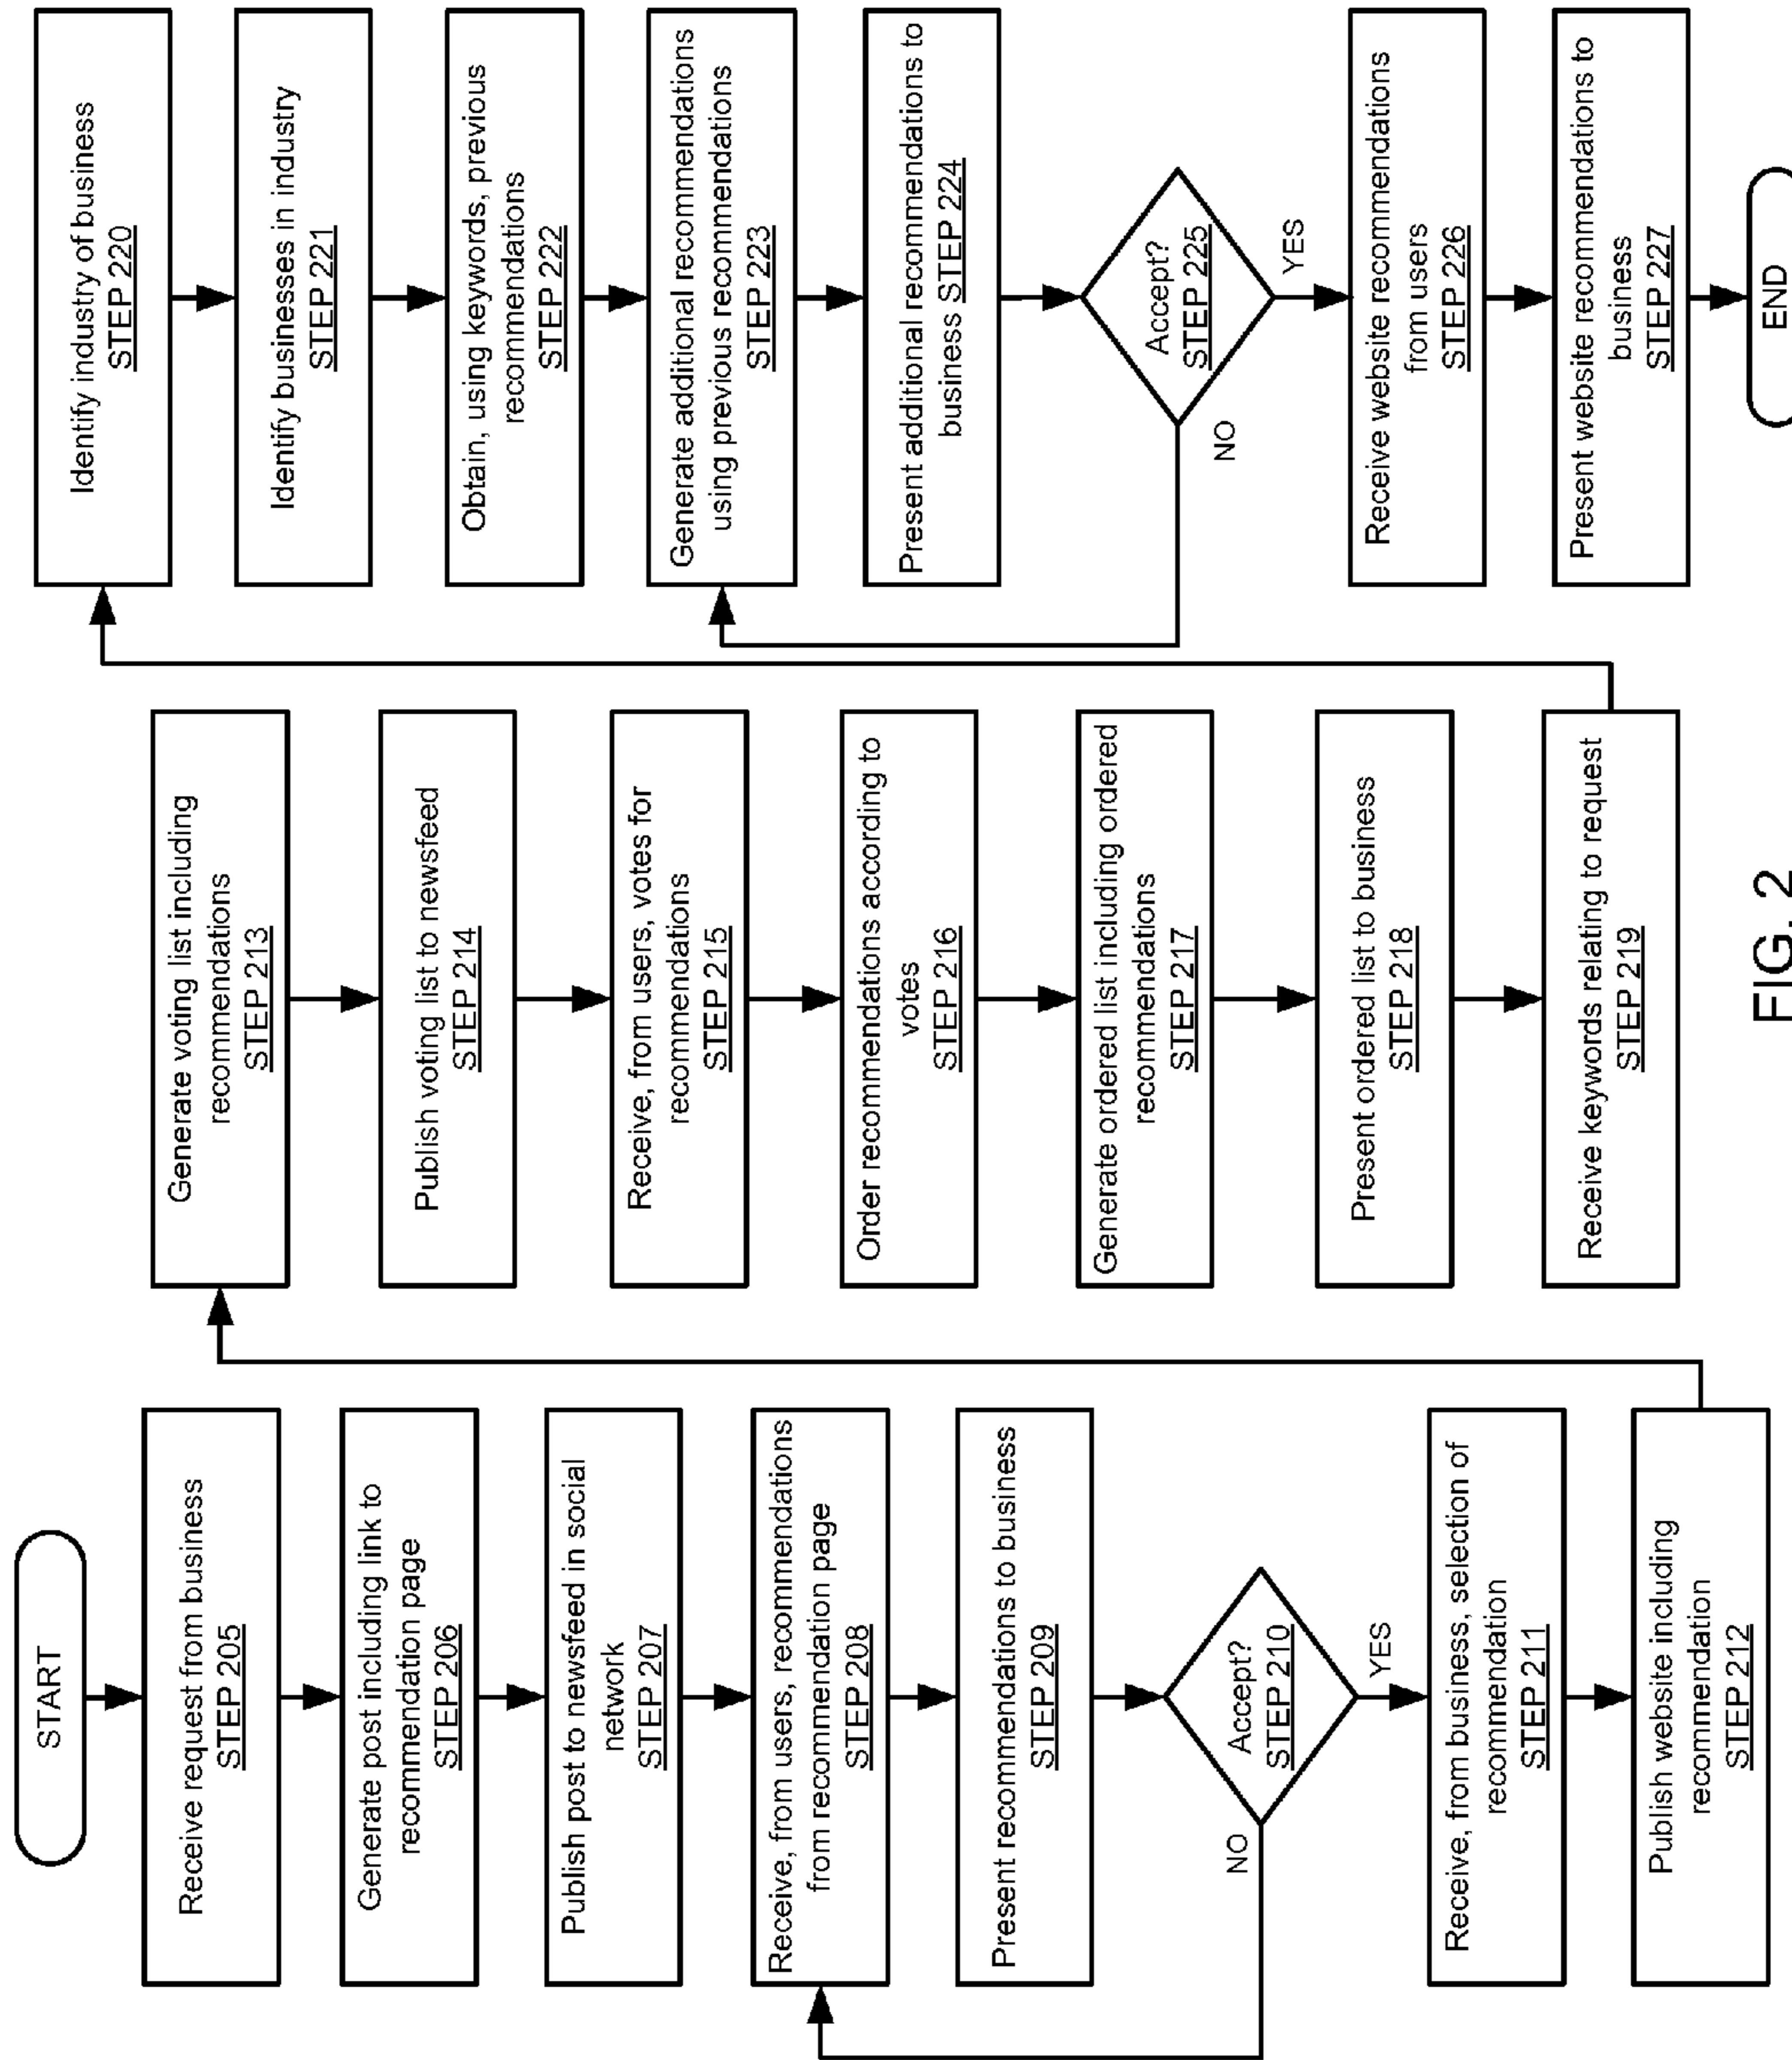 START
Receive request from business
STEP 205
Generate post including link to
recommendation page
STEP 206
Publish post to newsfeed in social
network
STEP 207
Receive, from users, recommendations
from recommendation page
STEP 208
Present recommendations to business
STEP 209
Accept?
STEP 210
NO
YES
Receive, from business, selection of
recommendation
STEP 211
Publish website including
recommendation
STEP 212
Generate voting list including
recommendations
STEP 213
Publish voting list to newsfeed
STEP 214
Receive, from users, votes for
recommendations
STEP 215
Order recommendations according to
votes
STEP 216
Generate ordered list including ordered
recommendations
STEP 217
Present ordered list to business
STEP 218
Receive keywords relating to request
STEP 219
Identify industry of business
STEP 220
Identify businesses in industry
STEP 221
Obtain, using keywords, previous
recommendations
STEP 222
Generate additional recommendations
using previous recommendations
STEP 223
Present additional recommendations to
business STEP 224
Accept?
STEP 225
NO
YES
Receive website recommendations
from users
STEP 226
Present website recommendations to
business
STEP 227
END
FIG. 2